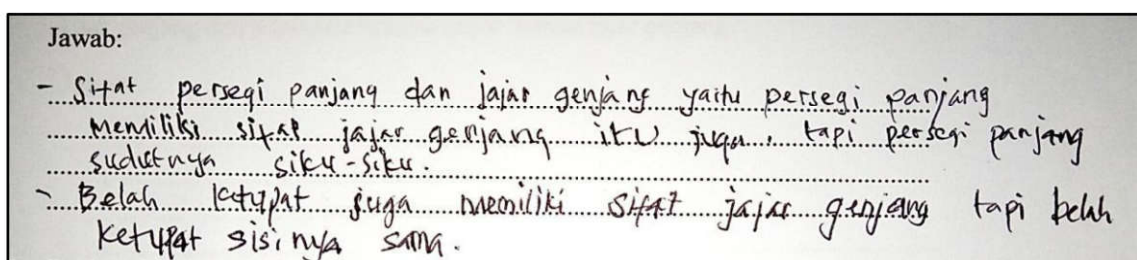 Jawab:
- Sifat persegi panjang dan jajar genjang yaitu persegi panjang
memiliki sifat jajar genjang itu juga, tapi persegi panjang
sudutnya siku-siku.
- Belah ketupat juga memiliki sifat jajar genjang tapi belah
ketupat sisinya sama.